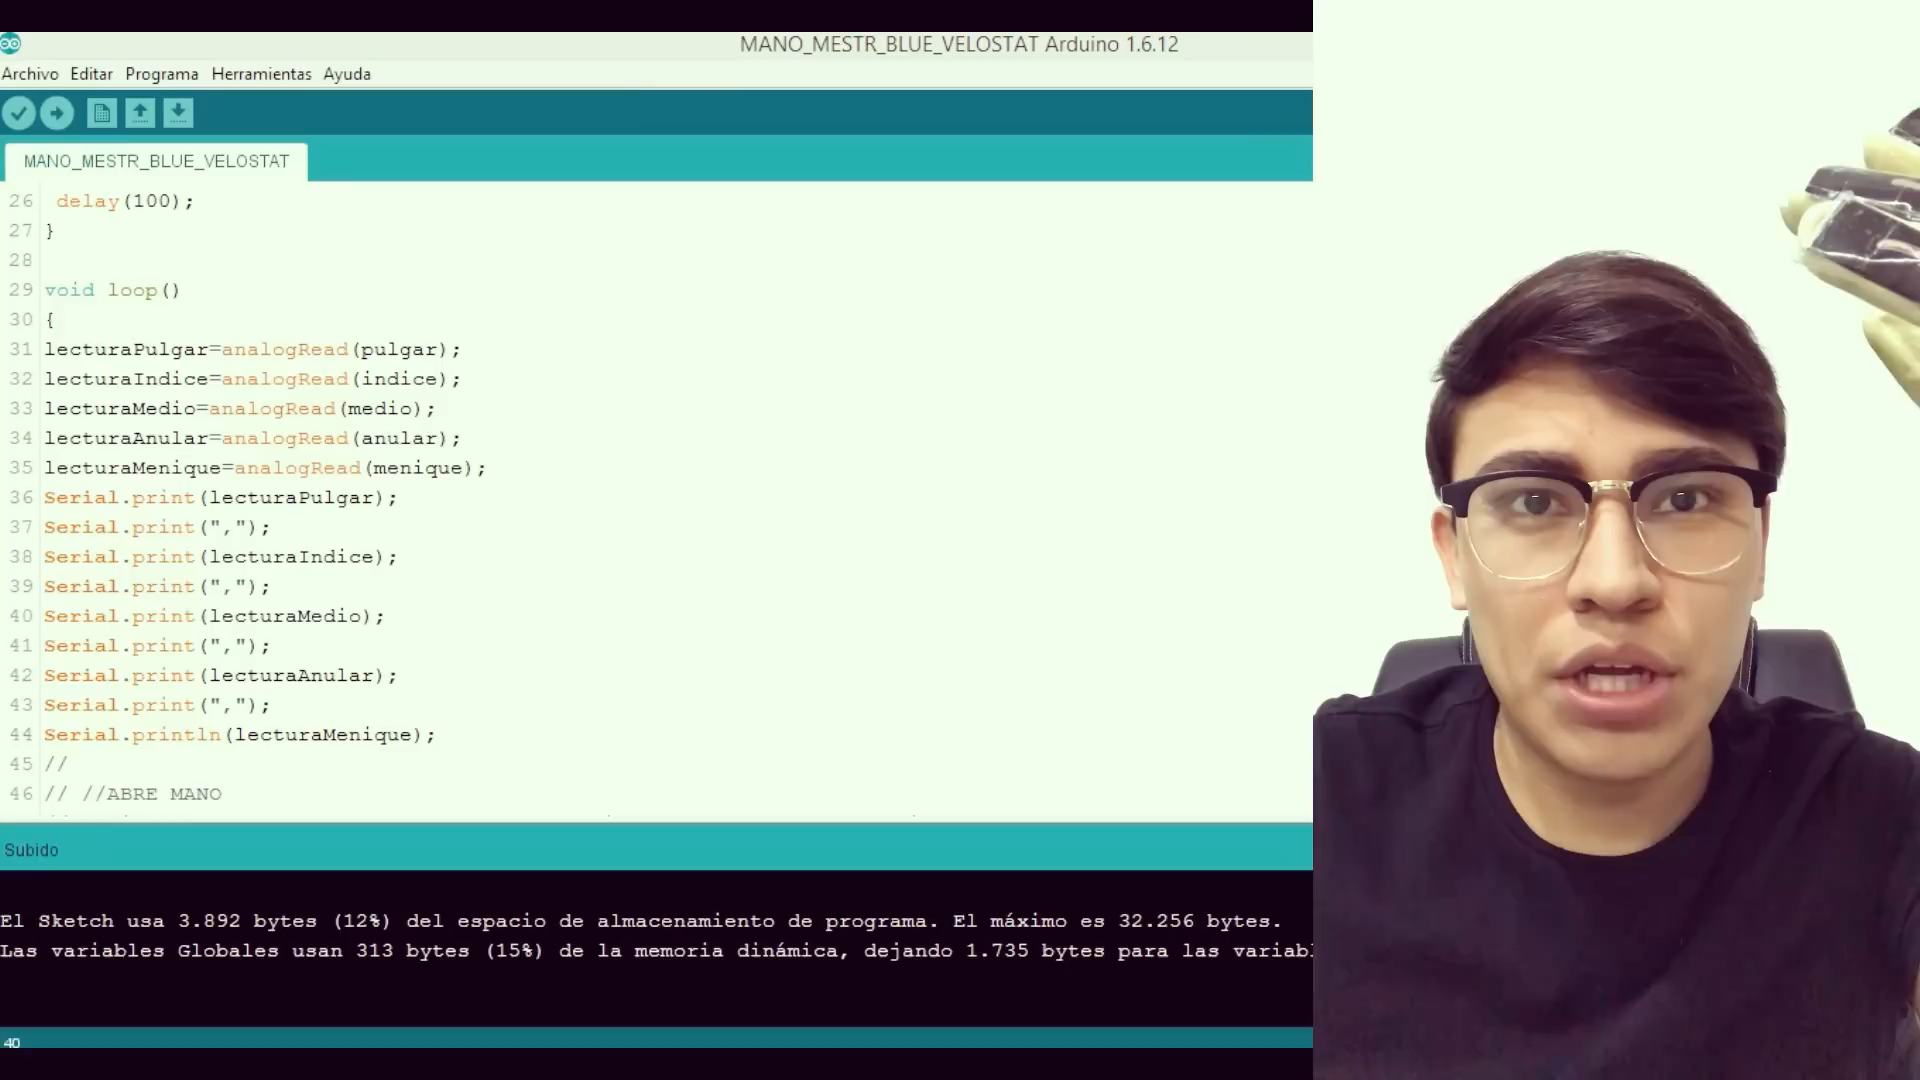 MANO_MESTR_BLUE_VELOSTAT Arduino 1.6.12
Archivo Editar Programa Herramientas Ayuda
MANO_MESTR_BLUE_VELOSTAT
26 delay(100);
27 }
28
29 void loop()
30 {
31 lecturaPulgar=analogRead(pulgar);
32 lecturaIndice=analogRead(indice);
33 lecturaMedio=analogRead(medio);
34 lecturaAnular=analogRead(anular);
35 lecturaMenique=analogRead(menique);
36 Serial.print(lecturaPulgar);
37 Serial.print(",");
38 Serial.print(lecturaIndice);
39 Serial.print(",");
40 Serial.print(lecturaMedio);
41 Serial.print(",");
42 Serial.print(lecturaAnular);
43 Serial.print(",");
44 Serial.println(lecturaMenique);
45 //
46 // //ABRE MANO
Subido
El Sketch usa 3.892 bytes (12%) del espacio de almacenamiento de programa. El máximo es 32.256 bytes.
Las variables Globales usan 313 bytes (15%) de la memoria dinámica, dejando 1.735 bytes para las variabl
40